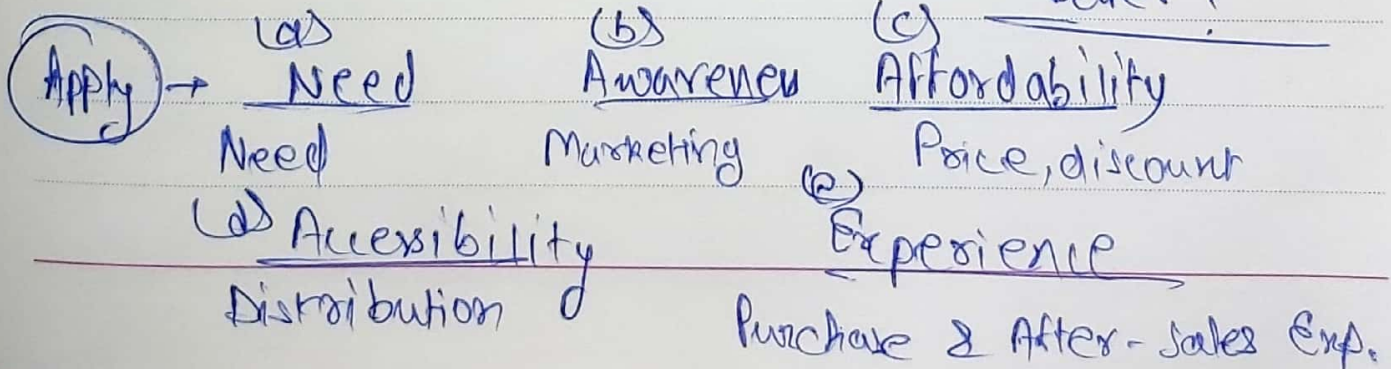 (a) (b) (c)
Apply → Need Awareness Affordability
Need Marketing Price, discount
(d) Accessibility (e) Experience
Distribution Purchase & After-Sales Exp.